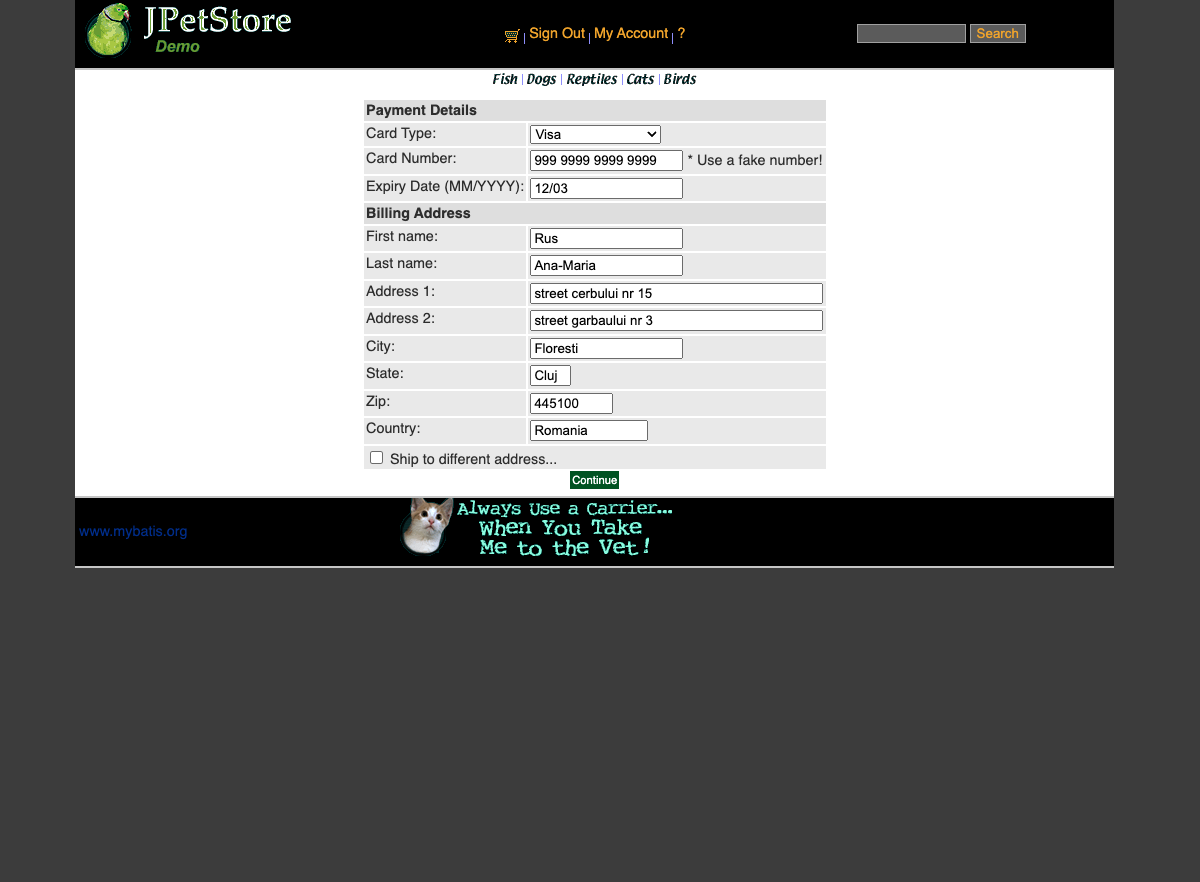 JPetStore
Demo
Sign Out | My Account | ?
Search
Fish | Dogs | Reptiles | Cats | Birds
Payment Details
Card Type: Visa
Card Number: 999 9999 9999 9999 * Use a fake number!
Expiry Date (MM/YYYY): 12/03
Billing Address
First name: Rus
Last name: Ana-Maria
Address 1: street cerbului nr 15
Address 2: street garbaului nr 3
City: Floresti
State: Cluj
Zip: 445100
Country: Romania
Ship to different address...
Continue
www.mybatis.org
Always Use a Carrier...
When You Take
Me to the Vet!